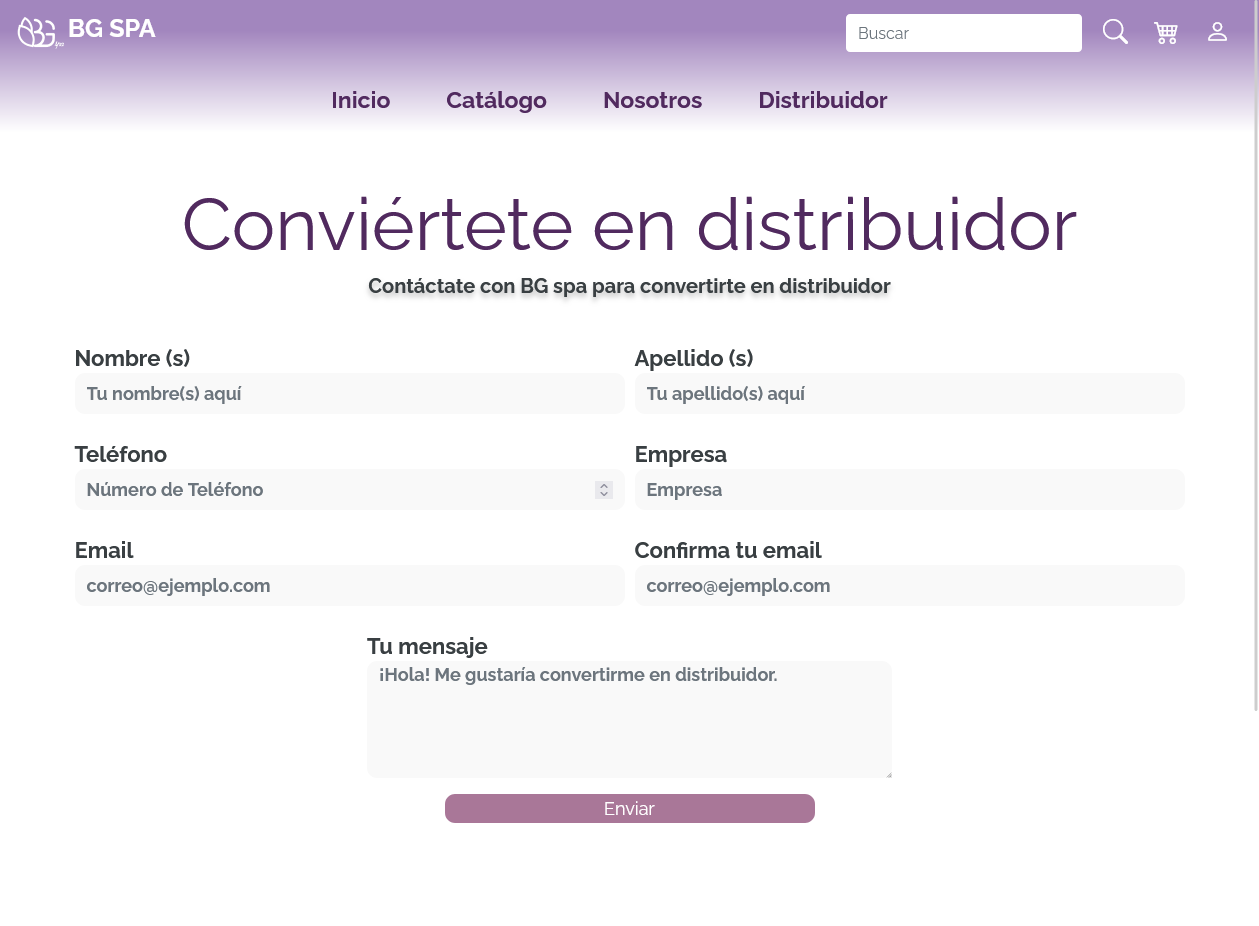 BG spa BG SPA Buscar
Inicio Catálogo Nosotros Distribuidor
Conviértete en distribuidor
Contáctate con BG spa para convertirte en distribuidor
Nombre (s) Apellido (s)
Tu nombre(s) aquí Tu apellido(s) aquí
Teléfono Empresa
Número de Teléfono Empresa
Email Confirma tu email
correo@ejemplo.com correo@ejemplo.com
Tu mensaje
¡Hola! Me gustaría convertirme en distribuidor.
Enviar